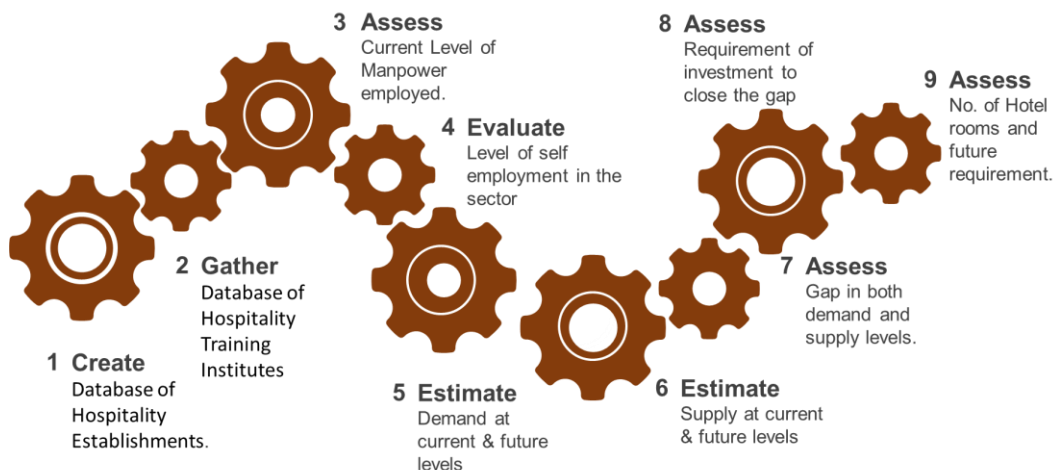 1 Create
Database of
Hospitality
Establishments.
2 Gather
Database of
Hospitality
Training
Institutes
3 Assess
Current Level of
Manpower
employed.
4 Evaluate
Level of self
employment in the
sector
5 Estimate
Demand at
current & future
levels
6 Estimate
Supply at current
& future levels
7 Assess
Gap in both
demand and
supply levels.
8 Assess
Requirement of
investment to
close the gap
9 Assess
No. of Hotel
rooms and
future
requirement.